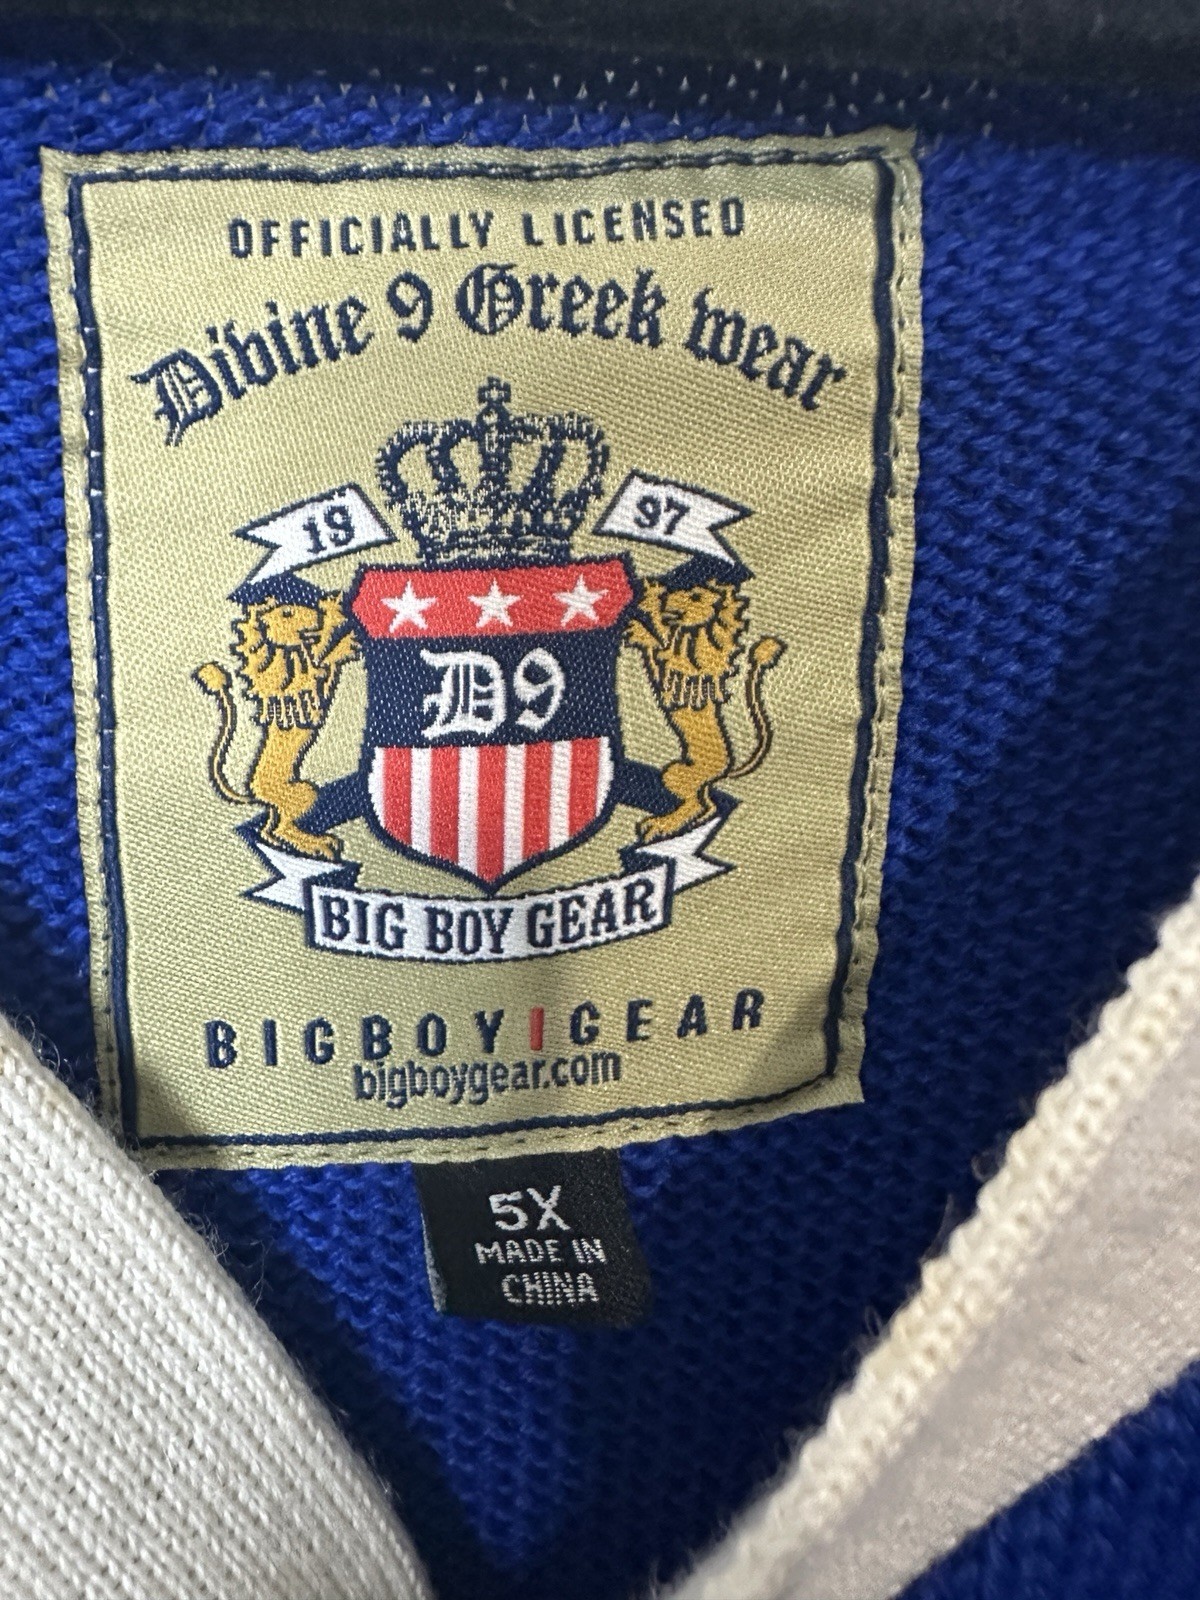 OFFICIALLY LICENSED
Divine 9 Greek wear
19 97
D9
BIG BOY GEAR
BIGBOY|GEAR
bigboygear.com
5X
MADE IN
CHINA